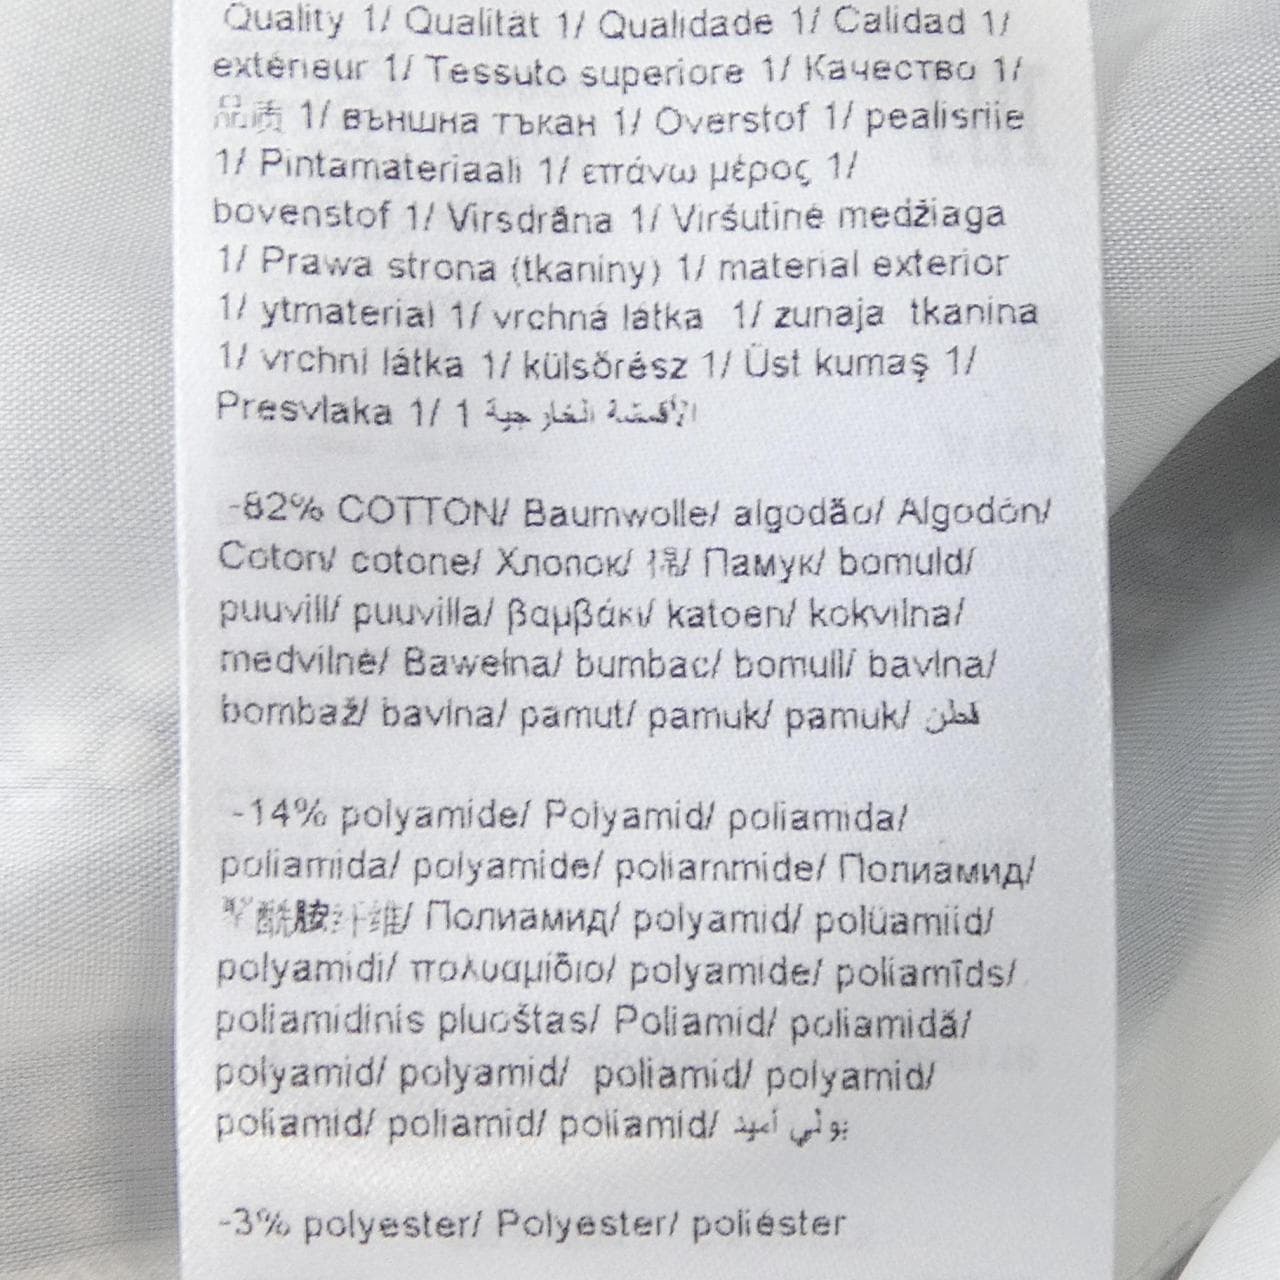 Quality 1/ Qualität 1/ Qualidade 1/ Calidad 1/
extérieur 1/ Tessuto superiore 1/ Качество 1/
品质 1/ външна тъкан 1/ Overstof 1/ pealisriie
1/ Pintamateriaali 1/ επάνω μέρος 1/
bovenstof 1/ Virsdrāna 1/ Viršutinė medžiaga
1/ Prawa strona (tkaniny) 1/ material exterior
1/ ytmaterial 1/ vrchná látka 1/ zunaja tkanina
1/ vrchní látka 1/ külsőrész 1/ Üst kumaş 1/
Presvlaka 1/ 1 الأقمشة الخارجية
-82% COTTON/ Baumwolle/ algodão/ Algodón/
Coton/ cotone/ Хлопок/ 棉/ Памук/ bomuld/
puuvill/ puuvilla/ βαμβάκι/ katoen/ kokvilna/
medvilnė/ Bawełna/ bumbac/ bomull/ bavlna/
bombaž/ bavlna/ pamut/ pamuk/ pamuk/ قطن
-14% polyamide/ Polyamid/ poliamida/
poliamida/ polyamide/ poliammide/ Полиамид/
聚酰胺纤维/ Полиамид/ polyamid/ polüamiid/
polyamidi/ πολυαμίδιο/ polyamide/ poliamīds/
poliamidinis pluoštas/ Poliamid/ poliamidă/
polyamid/ polyamid/ poliamid/ polyamid/
poliamid/ poliamid/ poliamid/ بولي أميد
-3% polyester/ Polyester/ poliéster